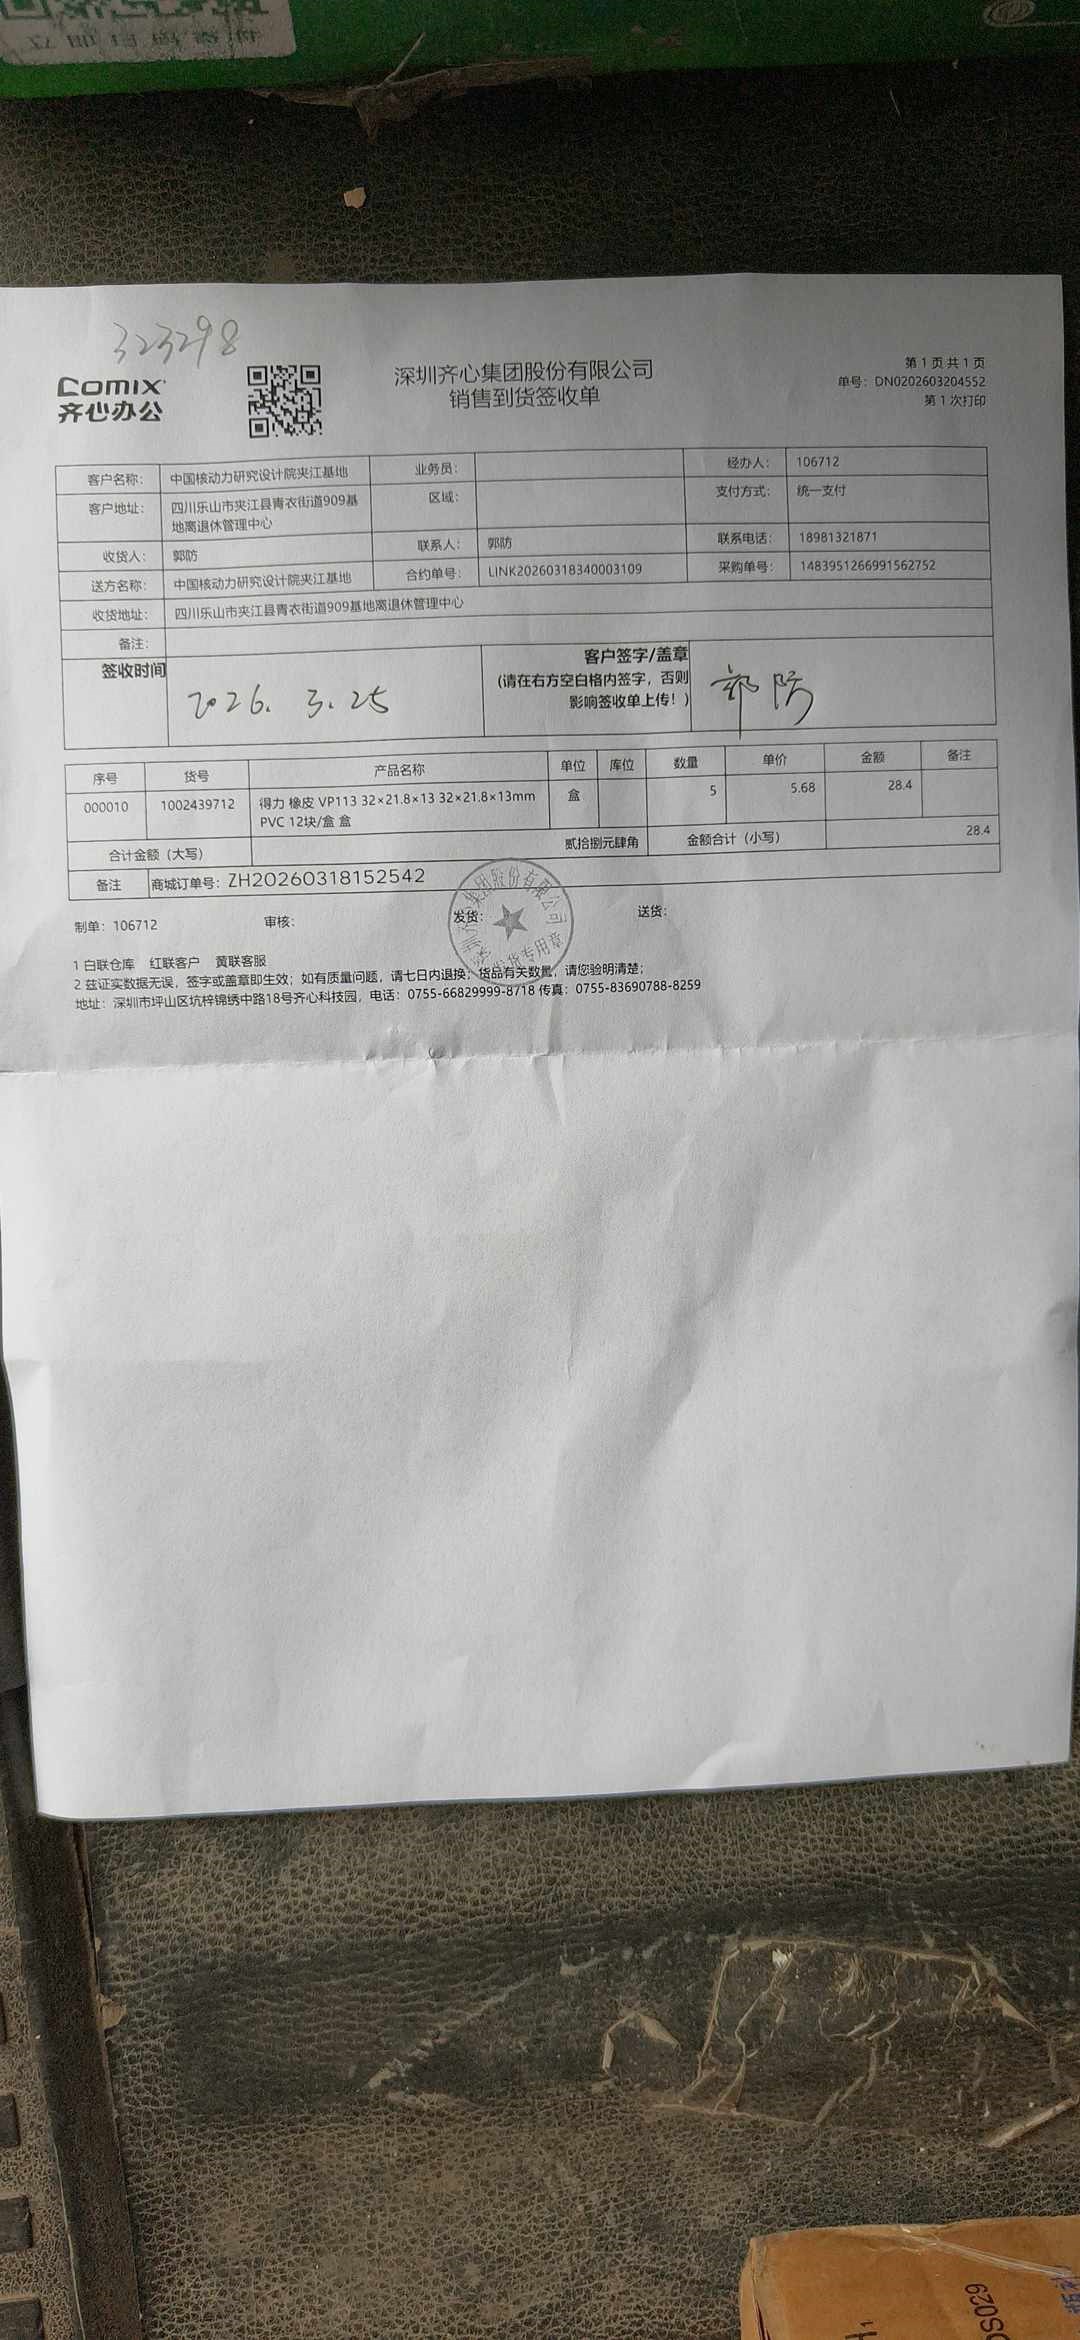 323298
Comix
齐心办公
深圳齐心集团股份有限公司
销售到货签收单
第1页共1页
单号：DN0202603204552
第1次打印
客户名称： 中国核动力研究设计院夹江基地 业务员： 经办人： 106712
客户地址： 四川乐山市夹江县青衣街道909基 区域： 支付方式： 统一支付
地离退休管理中心
收货人： 郭防 联系人： 郭防 联系电话： 18981321871
送方名称： 中国核动力研究设计院夹江基地 合约单号： LINK20260318340003109 采购单号： 1483951266991562752
收货地址： 四川乐山市夹江县青衣街道909基地离退休管理中心
备注：
签收时间 2026. 3. 25 客户签字/盖章 郭防
(请在右方空白格内签字，否则
影响签收单上传！)
序号 货号 产品名称 单位 库位 数量 单价 金额 备注
000010 1002439712 得力 橡皮 VP113 32×21.8×13 32×21.8×13mm 盒 5 5.68 28.4
PVC 12块/盒 盒
合计金额（大写） 贰拾捌元肆角 金额合计（小写） 28.4
备注 商城订单号：ZH20260318152542
制单：106712 审核： 发货： 送货：
1 白联仓库 红联客户 黄联客服
2 兹证实数据无误，签字或盖章即生效；如有质量问题，请七日内退换；货品有关数量，请您验明清楚；
地址：深圳市坪山区坑梓锦绣中路18号齐心科技园，电话：0755-66829999-8718 传真：0755-83690788-8259